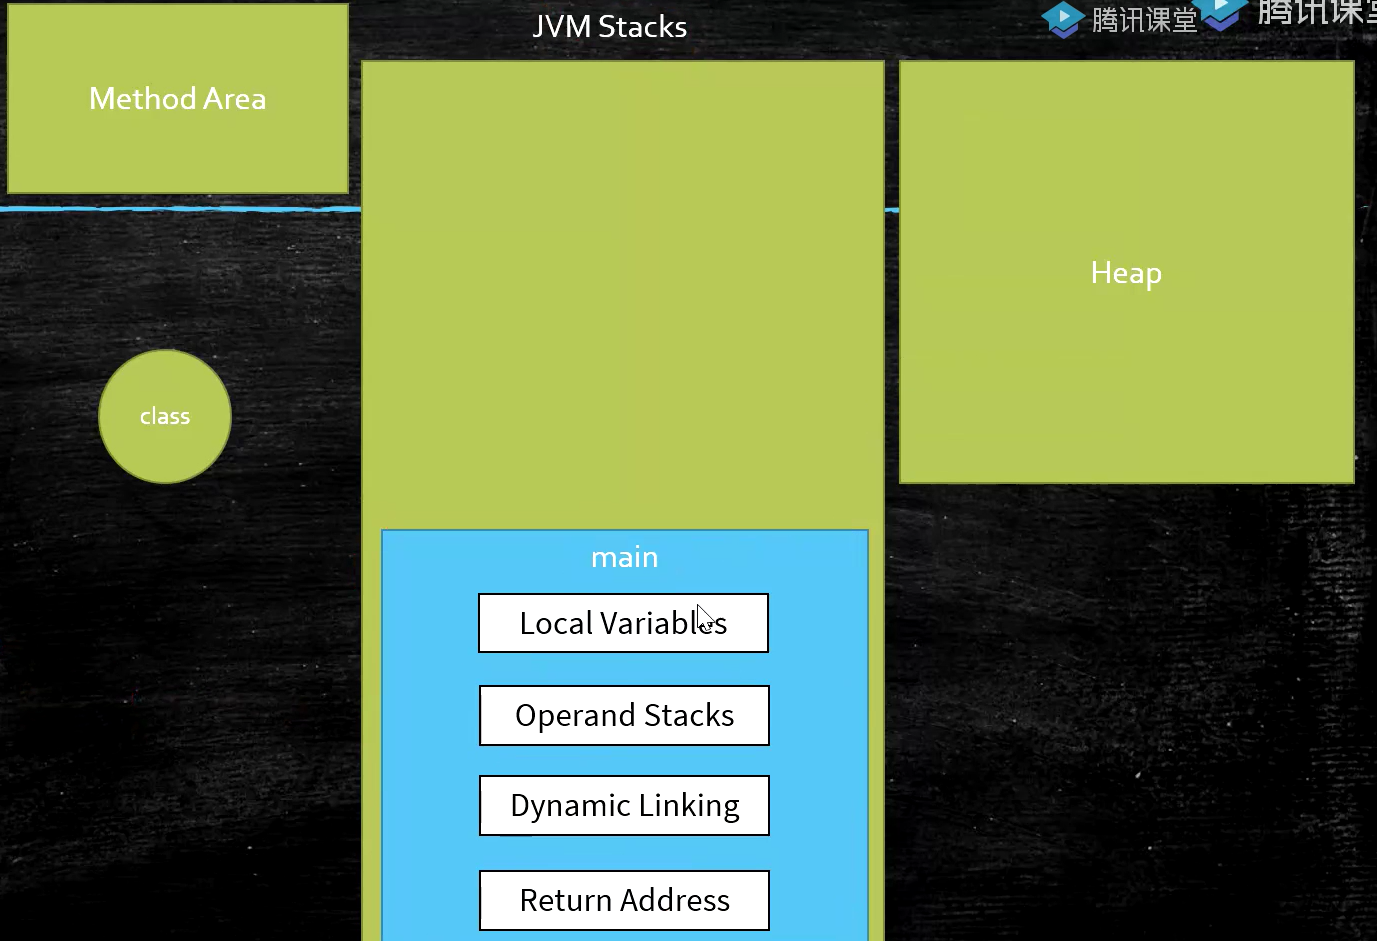 JVM Stacks
腾讯课堂
腾讯课堂
Method Area
Heap
class
main
Local Variables
Operand Stacks
Dynamic Linking
Return Address